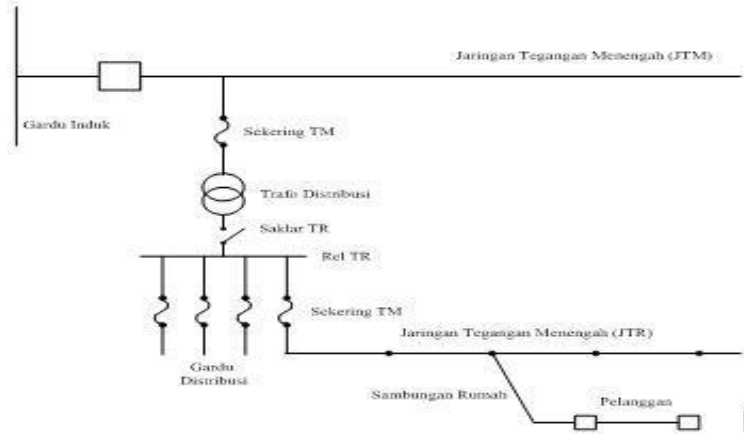 Jaringan Tegangan Menengah (JTM)
Gardu Induk
Sekering TM
Trafo Distribusi
Saklar TR
Rel TR
Sekering TM
Jaringan Tegangan Menengah (JTR)
Gardu
Distribusi
Sambungan Rumah
Pelanggan